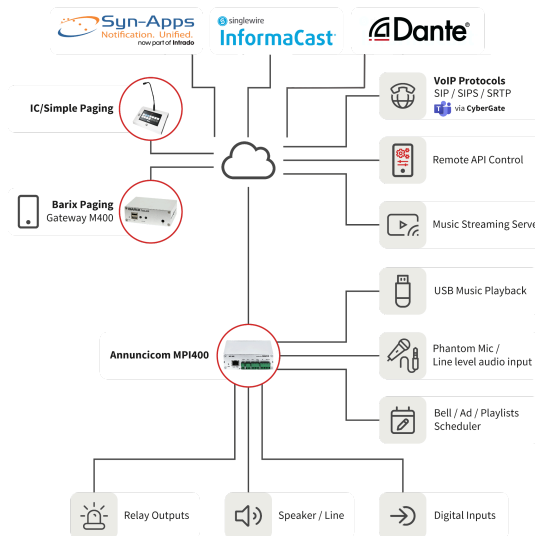 Syn-Apps
Notification. Unified.
now part of Intrado
singlewire
InformaCast
Dante
IC/Simple Paging
VoIP Protocols
SIP / SIPS / SRTP
via CyberGate
Remote API Control
Barix Paging
Gateway M400
Music Streaming Serve
USB Music Playback
Annuncicom MPI400
Phantom Mic /
Line level audio input
Bell / Ad / Playlists
Scheduler
Relay Outputs
Speaker / Line
Digital Inputs